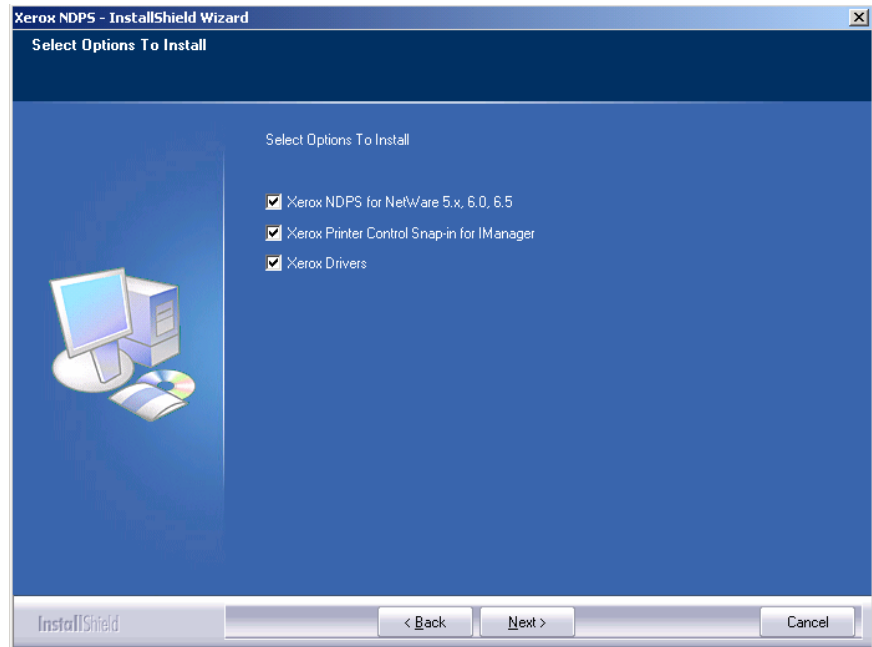 Xerox NDPS - InstallShield Wizard
Select Options To Install
Select Options To Install
Xerox NDPS for NetWare 5.x, 6.0, 6.5
Xerox Printer Control Snap-in for IManager
Xerox Drivers
InstallShield
< Back
Next >
Cancel